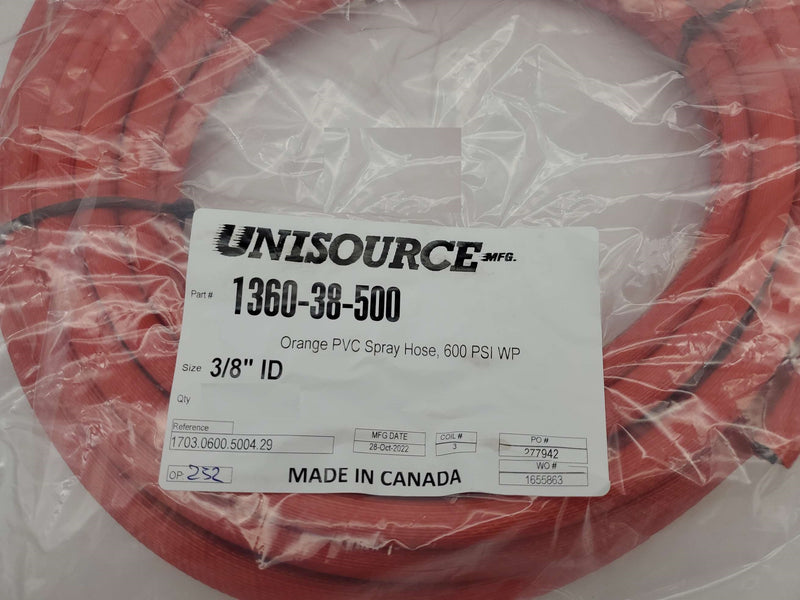 UNISOURCE MFG.
Part # 1360-38-500
Orange PVC Spray Hose, 600 PSI WP
Size 3/8" ID
Qty
Reference
1703.0600.5004.29
MFG DATE
28-Oct-2022
COIL #
3
PO #
277942
WO #
1655863
OP: 252
MADE IN CANADA